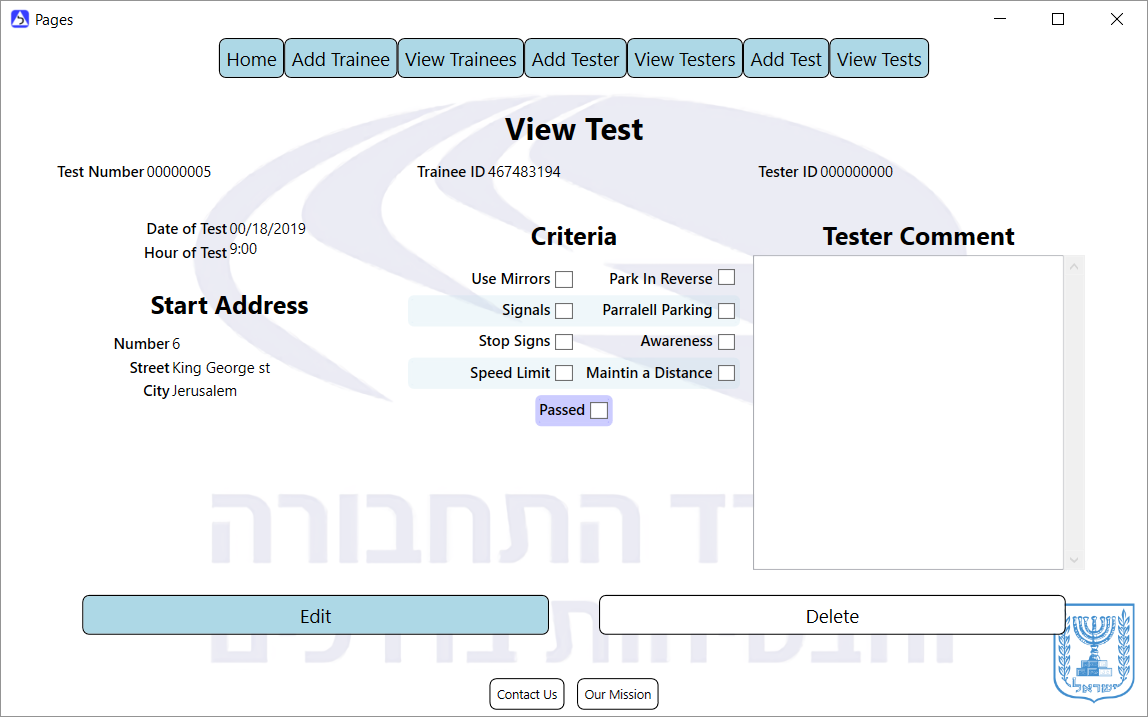 Pages
Home Add Trainee View Trainees Add Tester View Testers Add Test View Tests
View Test
Test Number 00000005 Trainee ID 467483194 Tester ID 000000000
Date of Test 00/18/2019
Hour of Test 9:00
Start Address
Number 6
Street King George st
City Jerusalem
Criteria
Use Mirrors Park In Reverse
Signals Parralell Parking
Stop Signs Awareness
Speed Limit Maintin a Distance
Passed
Tester Comment
התחבורה
Edit Delete
ישראל
Contact Us Our Mission